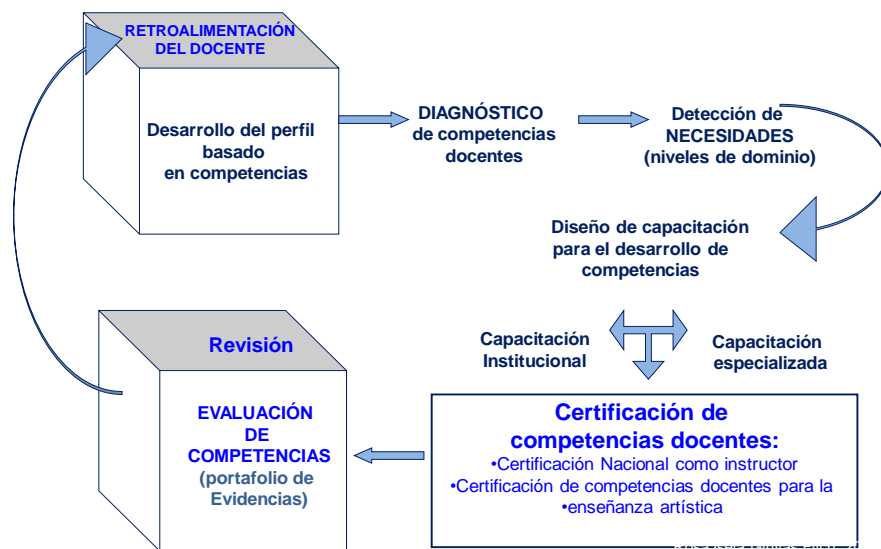 RETROALIMENTACIÓN
DEL DOCENTE
Desarrollo del perfil
basado
en competencias
DIAGNÓSTICO
de competencias
docentes
Detección de
NECESIDADES
(niveles de dominio)
Diseño de capacitación
para el desarrollo de
competencias
Capacitación
Institucional
Capacitación
especializada
Certificación de
competencias docentes:
•Certificación Nacional como instructor
•Certificación de competencias docentes para la
•enseñanza artística
Revisión
EVALUACIÓN
DE
COMPETENCIAS
(portafolio de
Evidencias)